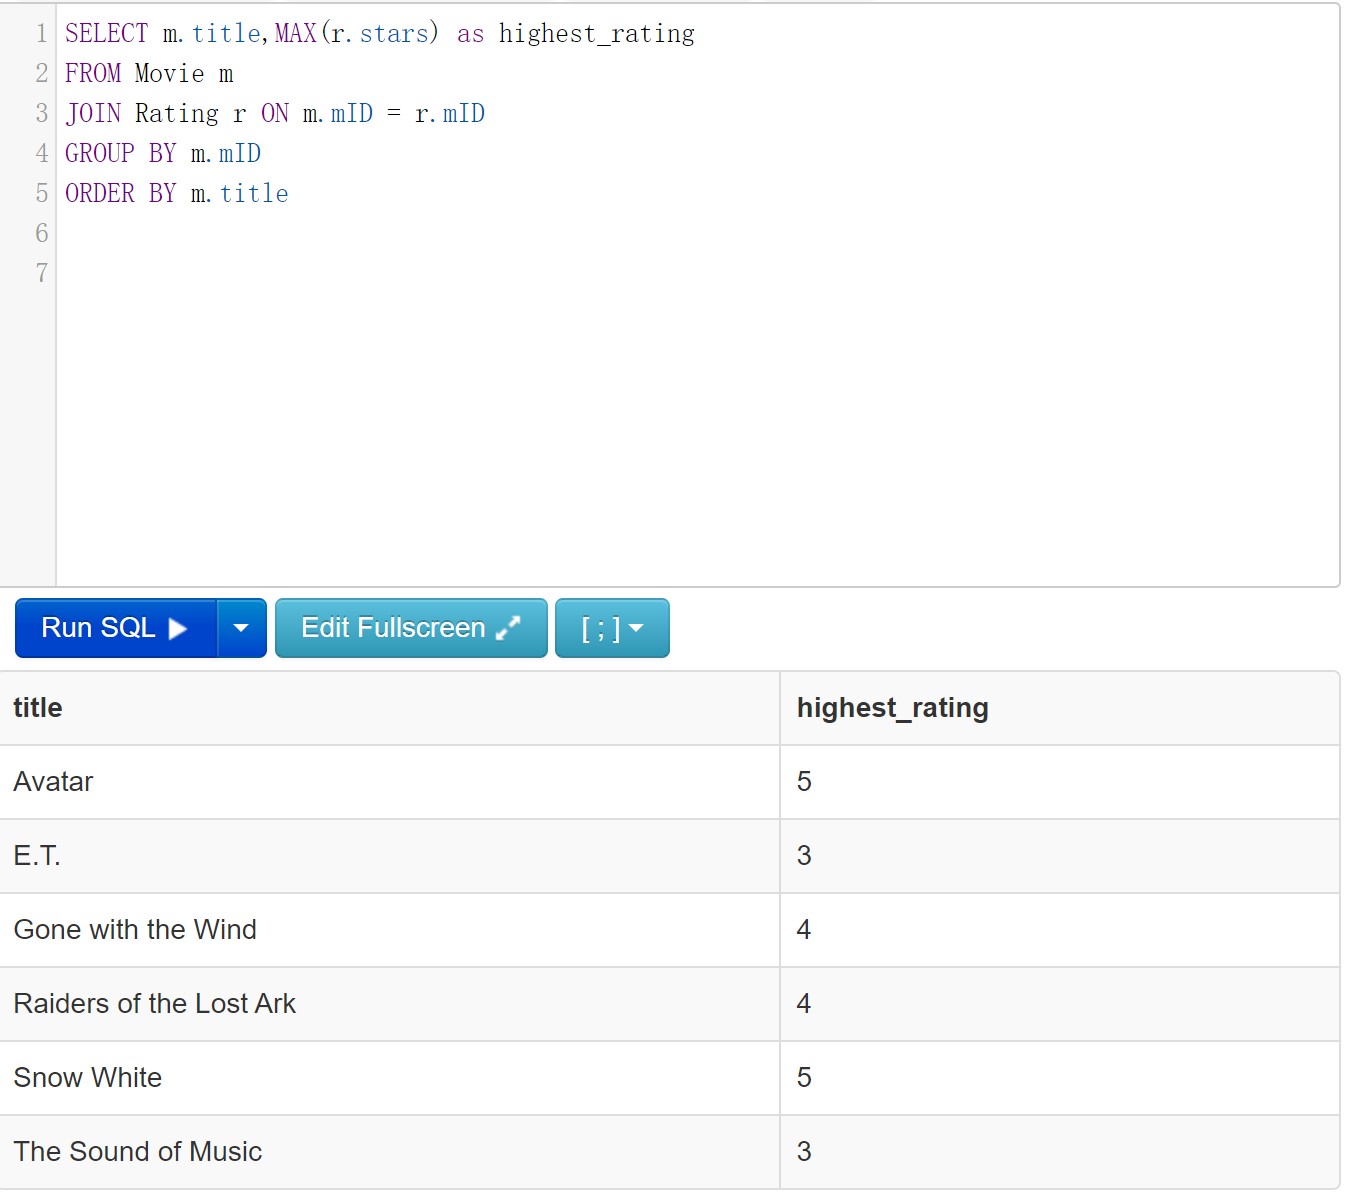 1 SELECT m.title,MAX(r.stars) as highest_rating
2 FROM Movie m
3 JOIN Rating r ON m.mID = r.mID
4 GROUP BY m.mID
5 ORDER BY m.title
6
7
Run SQL Edit Fullscreen [ ; ]
title highest_rating
Avatar 5
E.T. 3
Gone with the Wind 4
Raiders of the Lost Ark 4
Snow White 5
The Sound of Music 3